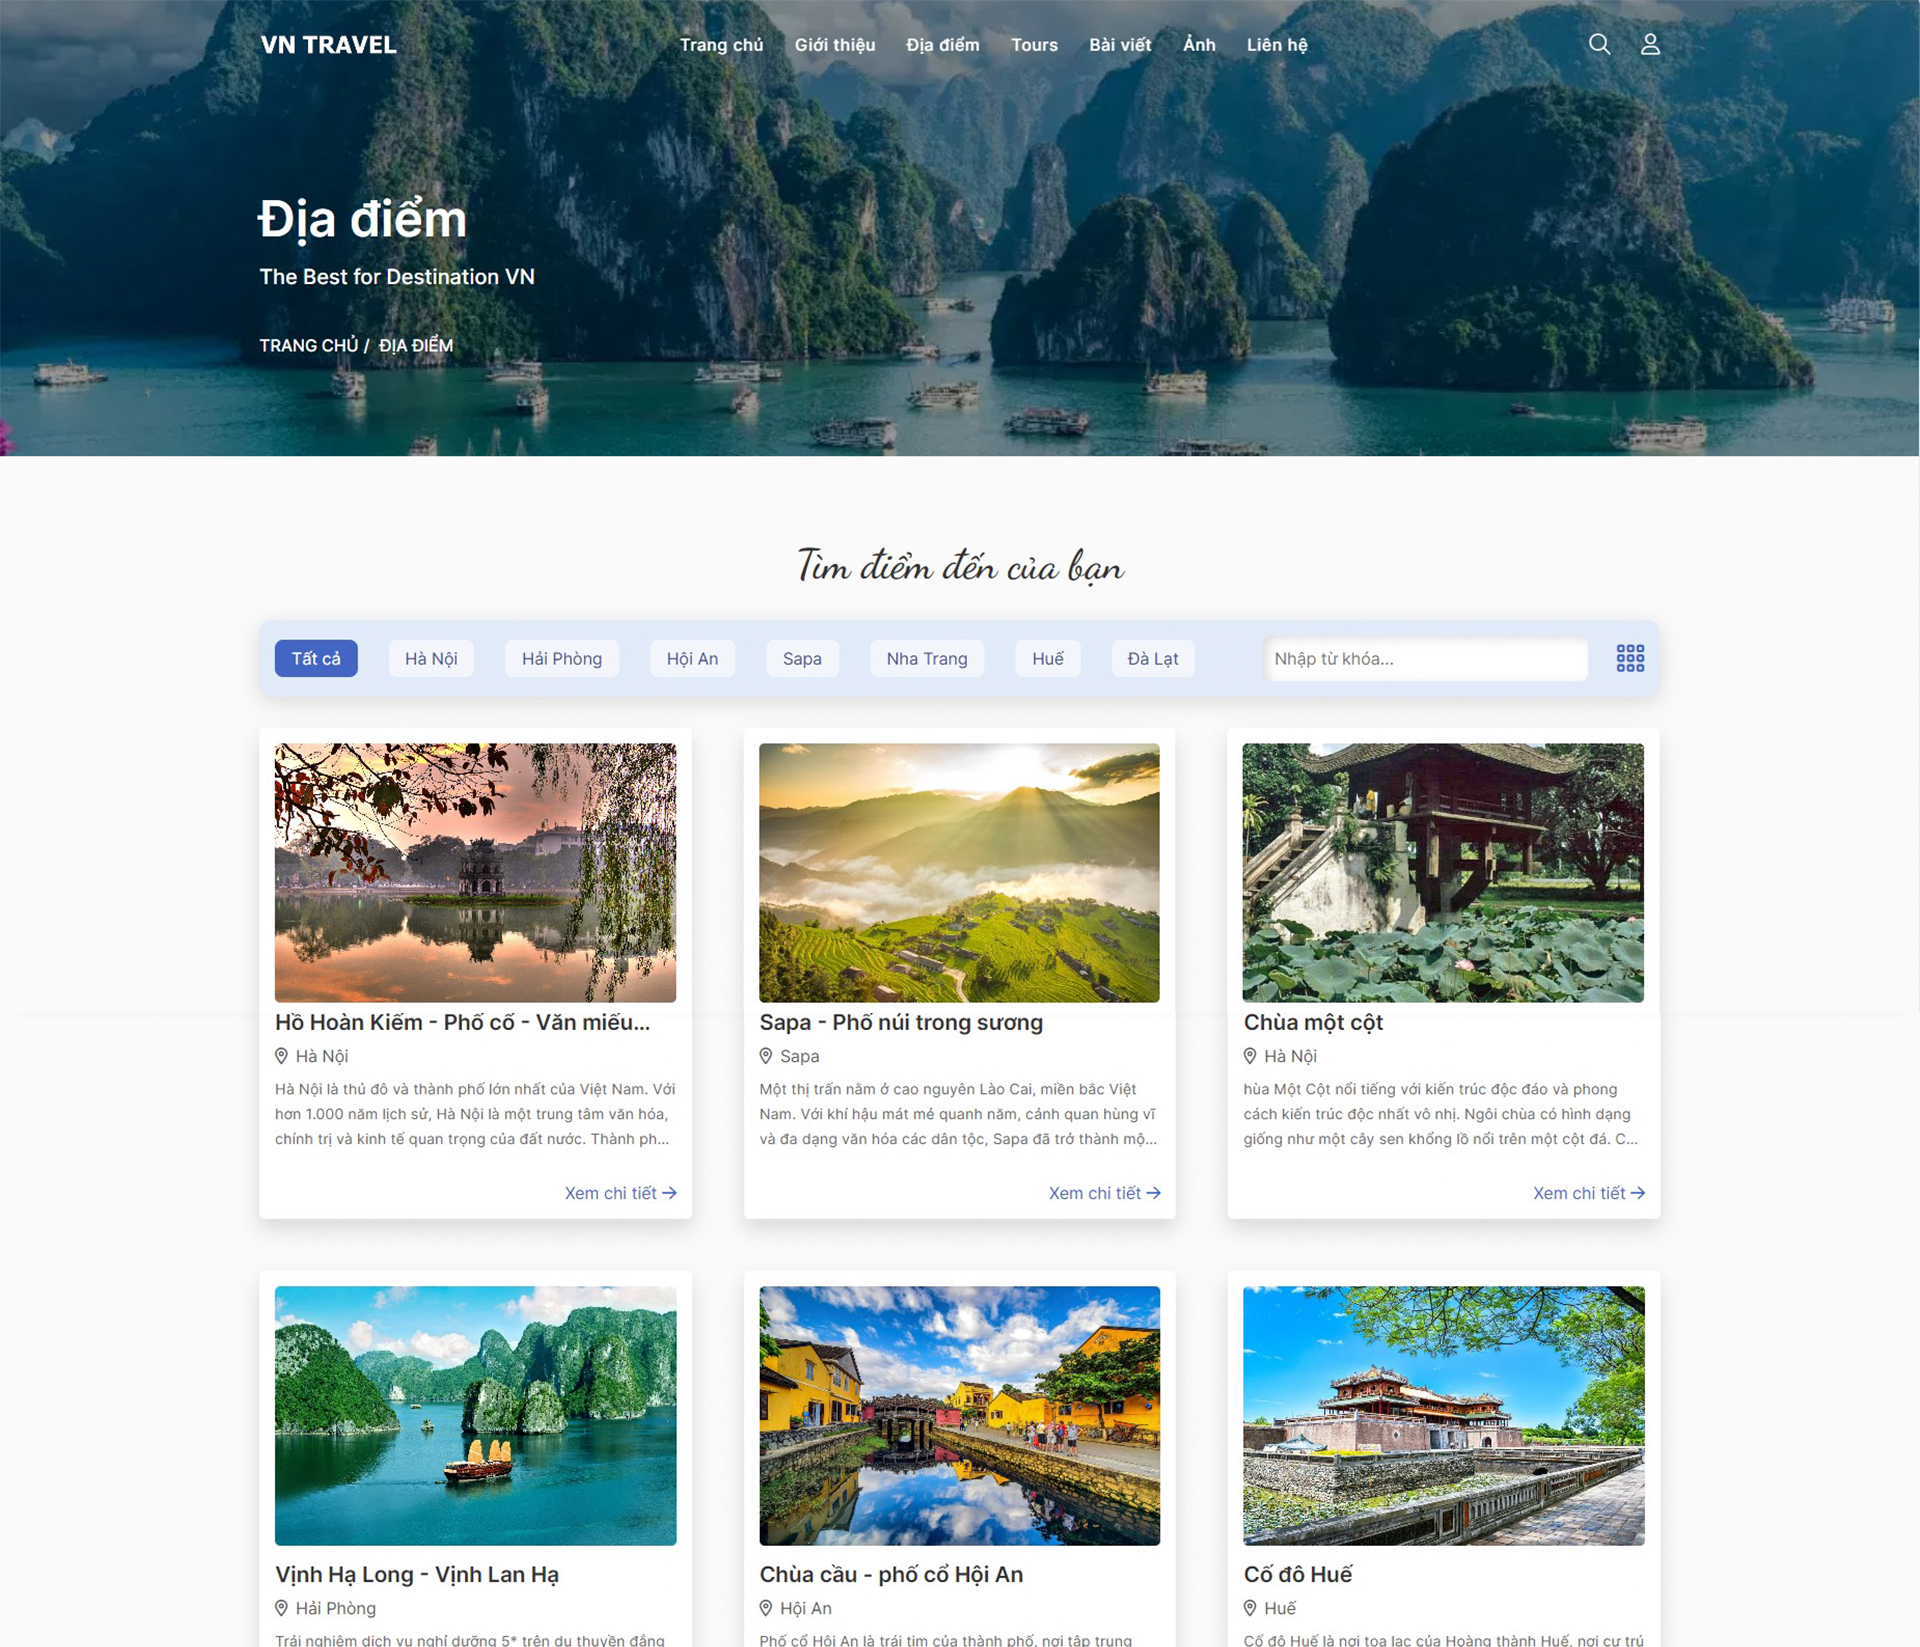 VN TRAVEL
Trang chủ Giới thiệu Địa điểm Tours Bài viết Ảnh Liên hệ
Địa điểm
The Best for Destination VN
TRANG CHỦ / ĐỊA ĐIỂM
Tìm điểm đến của bạn
Tất cả Hà Nội Hải Phòng Hội An Sapa Nha Trang Huế Đà Lạt Nhập từ khóa...
Hồ Hoàn Kiếm - Phố cổ - Văn miếu...
Hà Nội
Hà Nội là thủ đô và thành phố lớn nhất của Việt Nam. Với
hơn 1.000 năm lịch sử, Hà Nội là một trung tâm văn hóa,
chính trị và kinh tế quan trọng của đất nước. Thành ph...
Xem chi tiết
Sapa - Phố núi trong sương
Sapa
Một thị trấn nằm ở cao nguyên Lào Cai, miền bắc Việt
Nam. Với khí hậu mát mẻ quanh năm, cảnh quan hùng vĩ
và đa dạng văn hóa các dân tộc, Sapa đã trở thành mộ...
Xem chi tiết
Chùa một cột
Hà Nội
hùa Một Cột nổi tiếng với kiến trúc độc đáo và phong
cách kiến trúc độc nhất vô nhị. Ngôi chùa có hình dạng
giống như một cây sen khổng lồ nổi trên một cột đá. C...
Xem chi tiết
Vịnh Hạ Long - Vịnh Lan Hạ
Hải Phòng
Trải nghiệm dịch vụ nghỉ dưỡng 5* trên du thuyền đẳng
Chùa cầu - phố cổ Hội An
Hội An
Phố cổ Hội An là trái tim của thành phố, nơi tập trung
Cố đô Huế
Huế
Cố đô Huế là nơi tọa lạc của Hoàng thành Huế, nơi cư trú